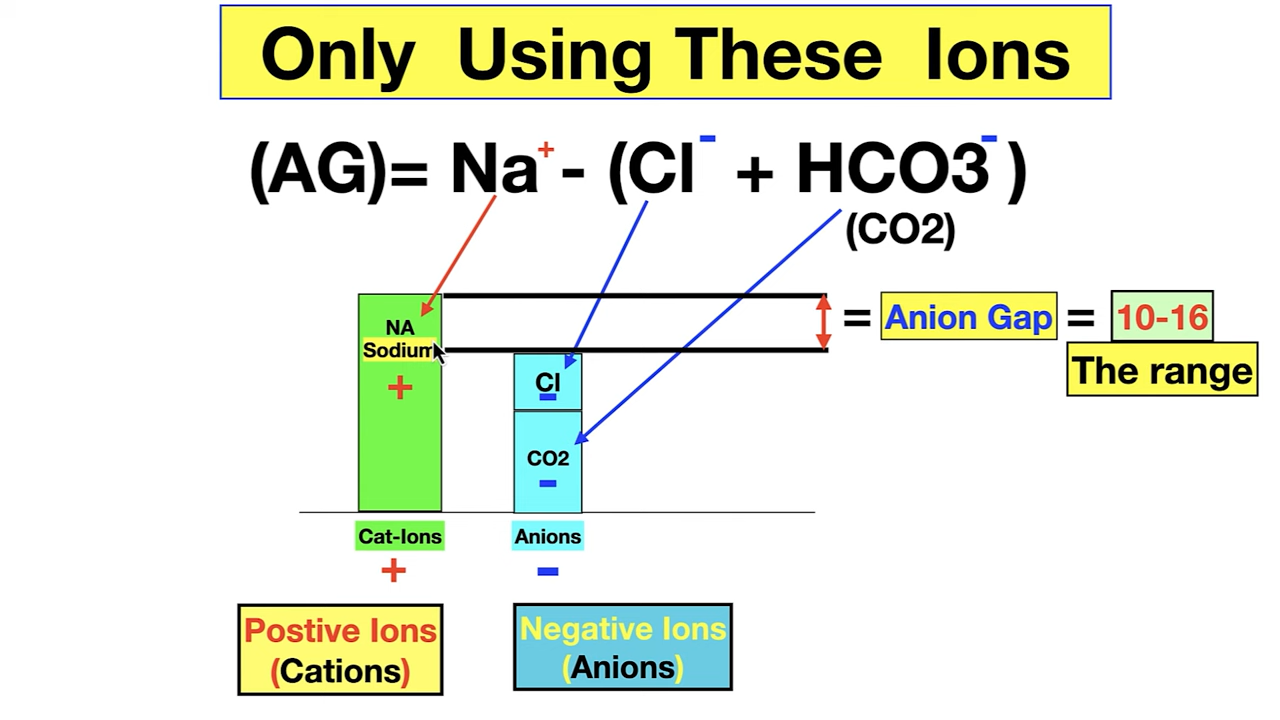 Only Using These Ions
(AG)= Na+ - (Cl- + HCO3-)
(CO2)
NA
Sodium
+
= Anion Gap = 10-16
The range
Cl
-
CO2
-
Cat-Ions
Anions
+
-
Postive Ions
(Cations)
Negative Ions
(Anions)